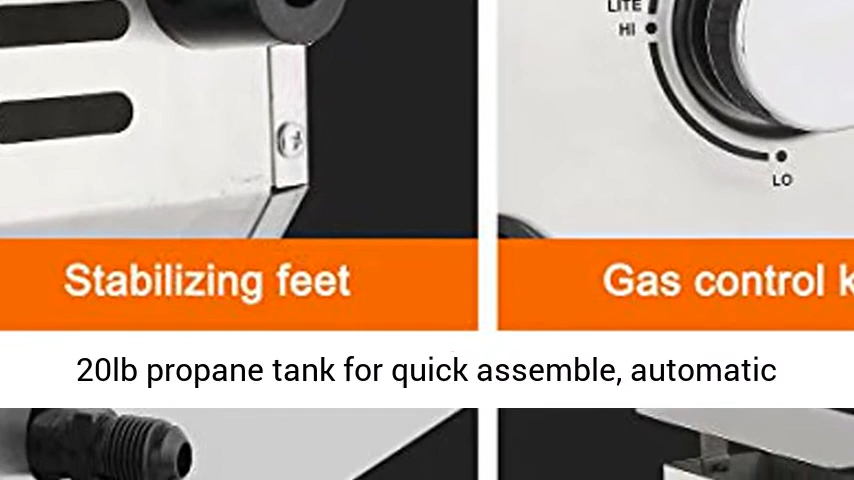 LITE
HI
LO
Stabilizing feet
Gas control k
20lb propane tank for quick assemble, automatic